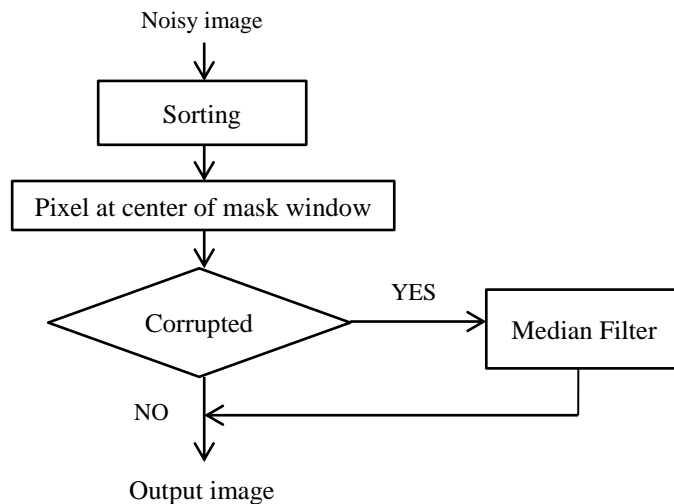 Noisy image
Sorting
Pixel at center of mask window
Corrupted
YES
Median Filter
NO
Output image